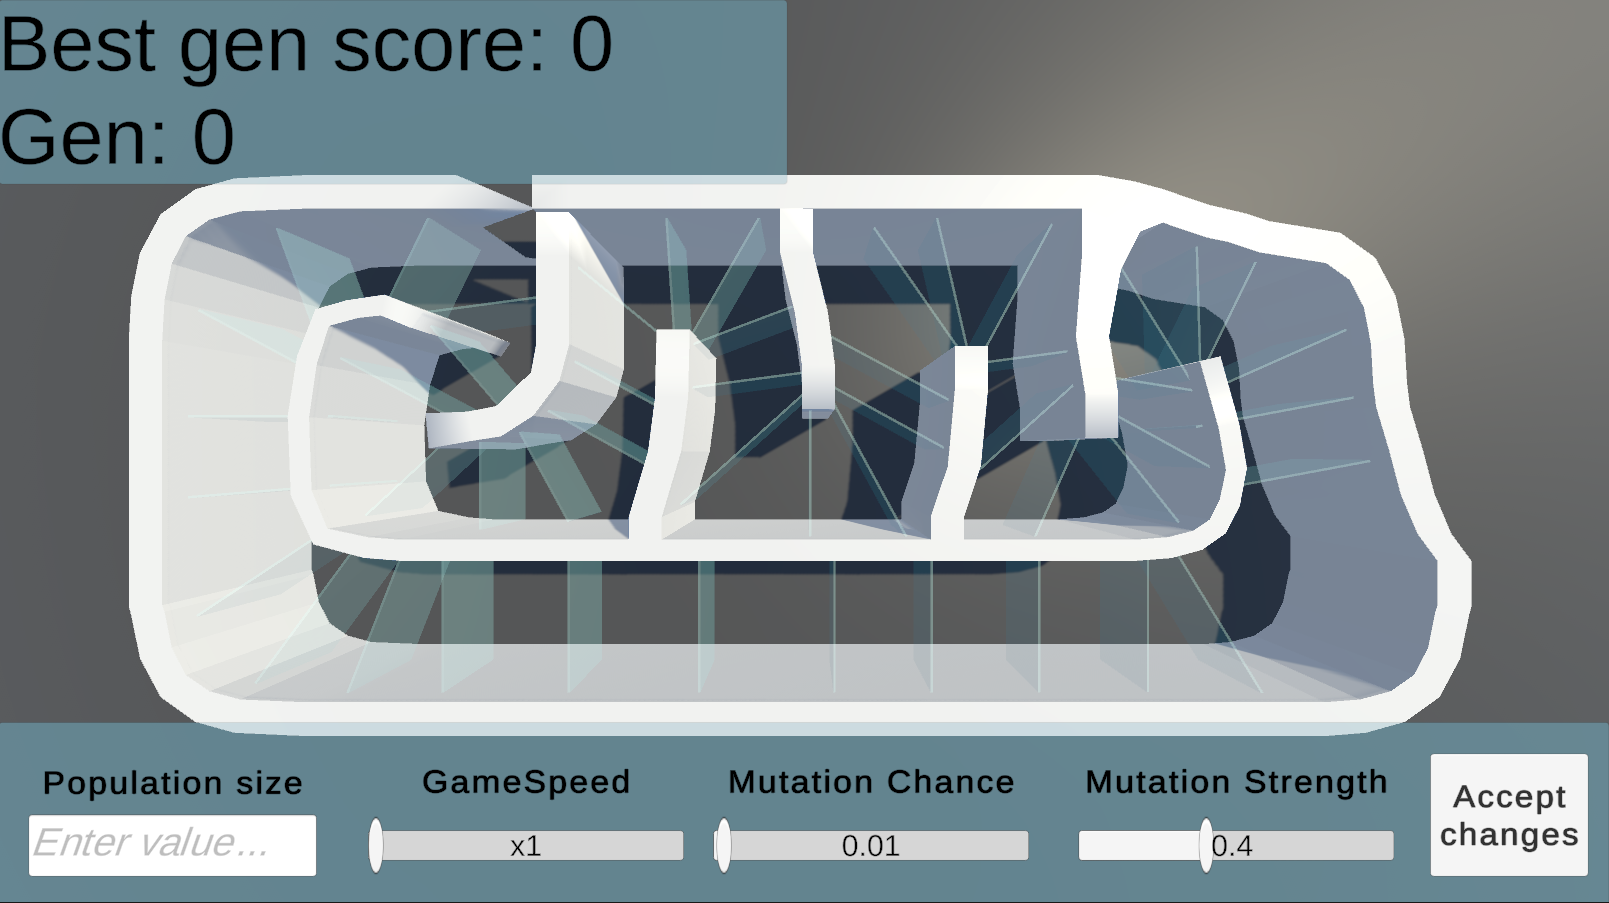 Best gen score: 0
Gen: 0
Population size
GameSpeed
Mutation Chance
Mutation Strength
Enter value...
x1
0.01
0.4
Accept
changes